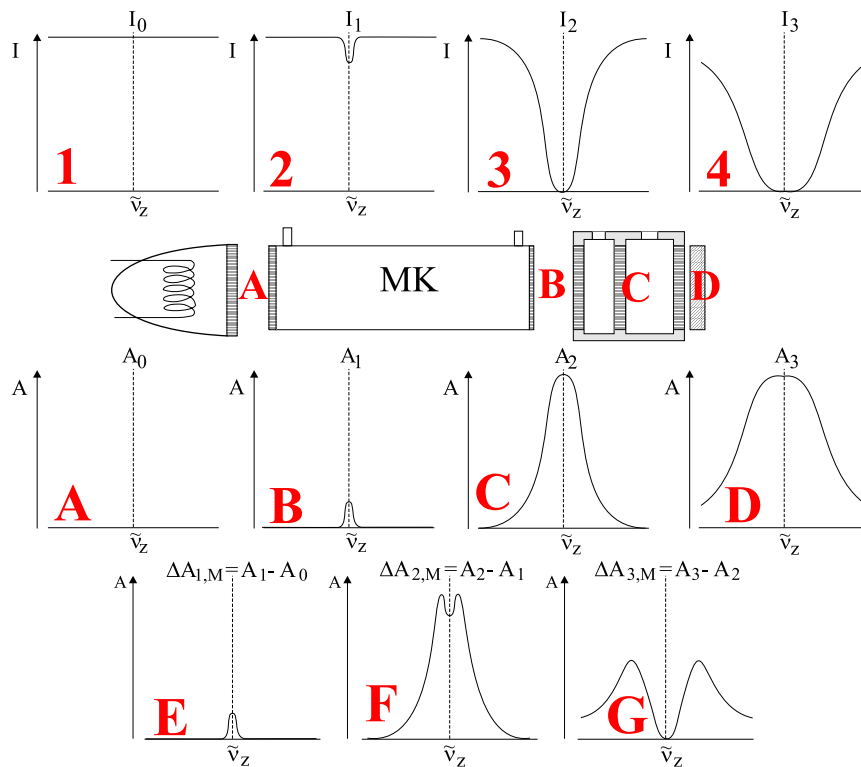 I₀ I₁ I₂ I₃
I I I I
1 2 3 4
ν̃z ν̃z ν̃z ν̃z
A MK B C D
A₀ A₁ A₂ A₃
A A A A
A B C D
ν̃z ν̃z ν̃z ν̃z
ΔA₁,M = A₁ - A₀ ΔA₂,M = A₂ - A₁ ΔA₃,M = A₃ - A₂
A A A
E F G
ν̃z ν̃z ν̃z